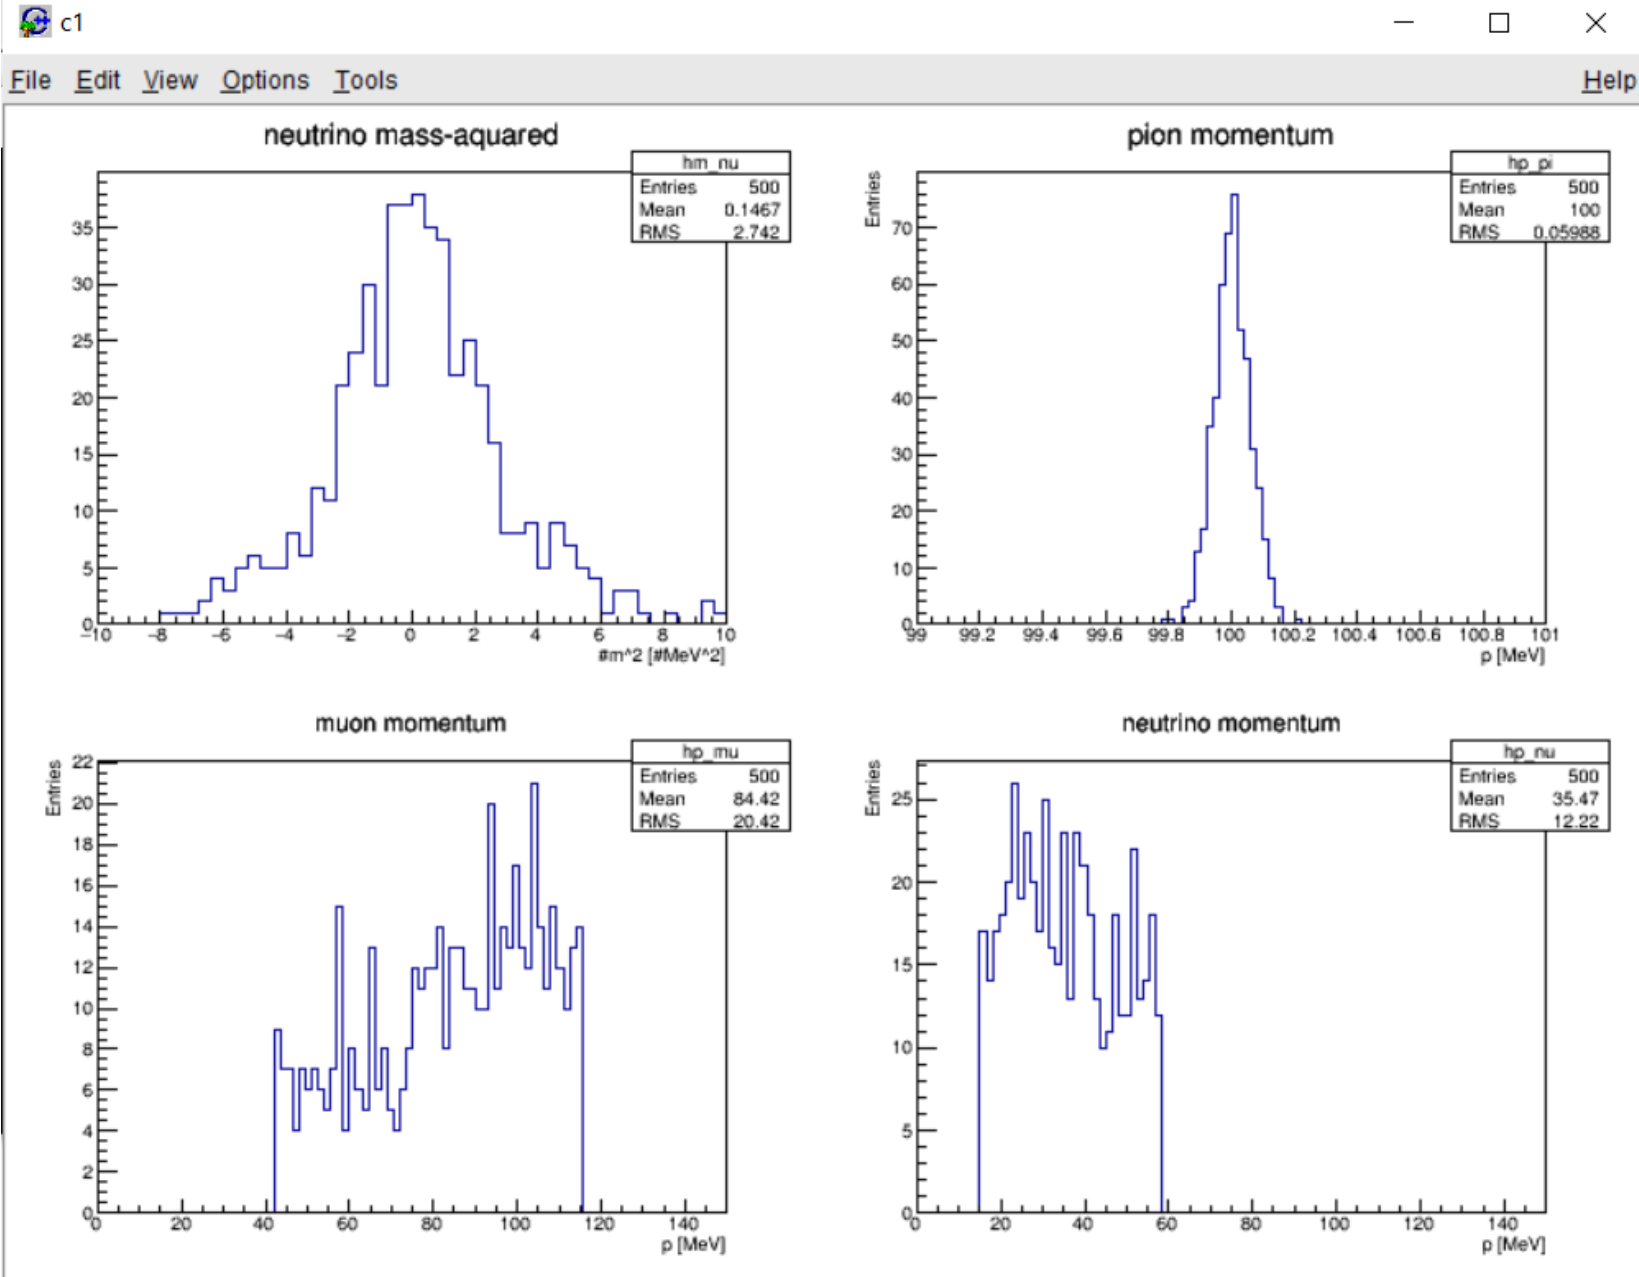 c1
File Edit View Options Tools Help
neutrino mass-aquared
hm_nu
Entries 500
Mean 0.1467
RMS 2.742
35
30
25
20
15
10
5
0
−10 −8 −6 −4 −2 0 2 4 6 8 10
#m^2 [#MeV^2]
pion momentum
hp_pi
Entries 500
Mean 100
RMS 0.05988
Entries
70
60
50
40
30
20
10
0
99 99.2 99.4 99.6 99.8 100 100.2 100.4 100.6 100.8 101
p [MeV]
muon momentum
hp_mu
Entries 500
Mean 84.42
RMS 20.42
Entries
22
20
18
16
14
12
10
8
6
4
2
0
0 20 40 60 80 100 120 140
p [MeV]
neutrino momentum
hp_nu
Entries 500
Mean 35.47
RMS 12.22
Entries
25
20
15
10
5
0
0 20 40 60 80 100 120 140
p [MeV]